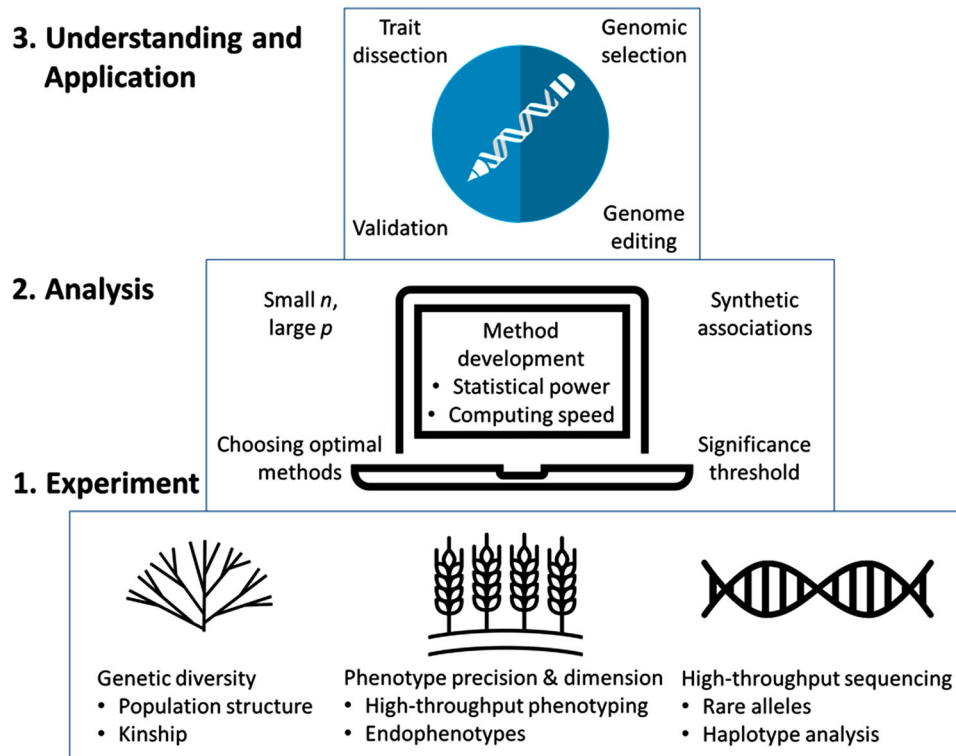 3. Understanding and
Application
Trait
dissection
Genomic
selection
Validation
Genome
editing
2. Analysis
Small n,
large p
Method
development
• Statistical power
• Computing speed
Synthetic
associations
Choosing optimal
methods
Significance
threshold
1. Experiment
Genetic diversity
• Population structure
• Kinship
Phenotype precision & dimension
• High-throughput phenotyping
• Endophenotypes
High-throughput sequencing
• Rare alleles
• Haplotype analysis